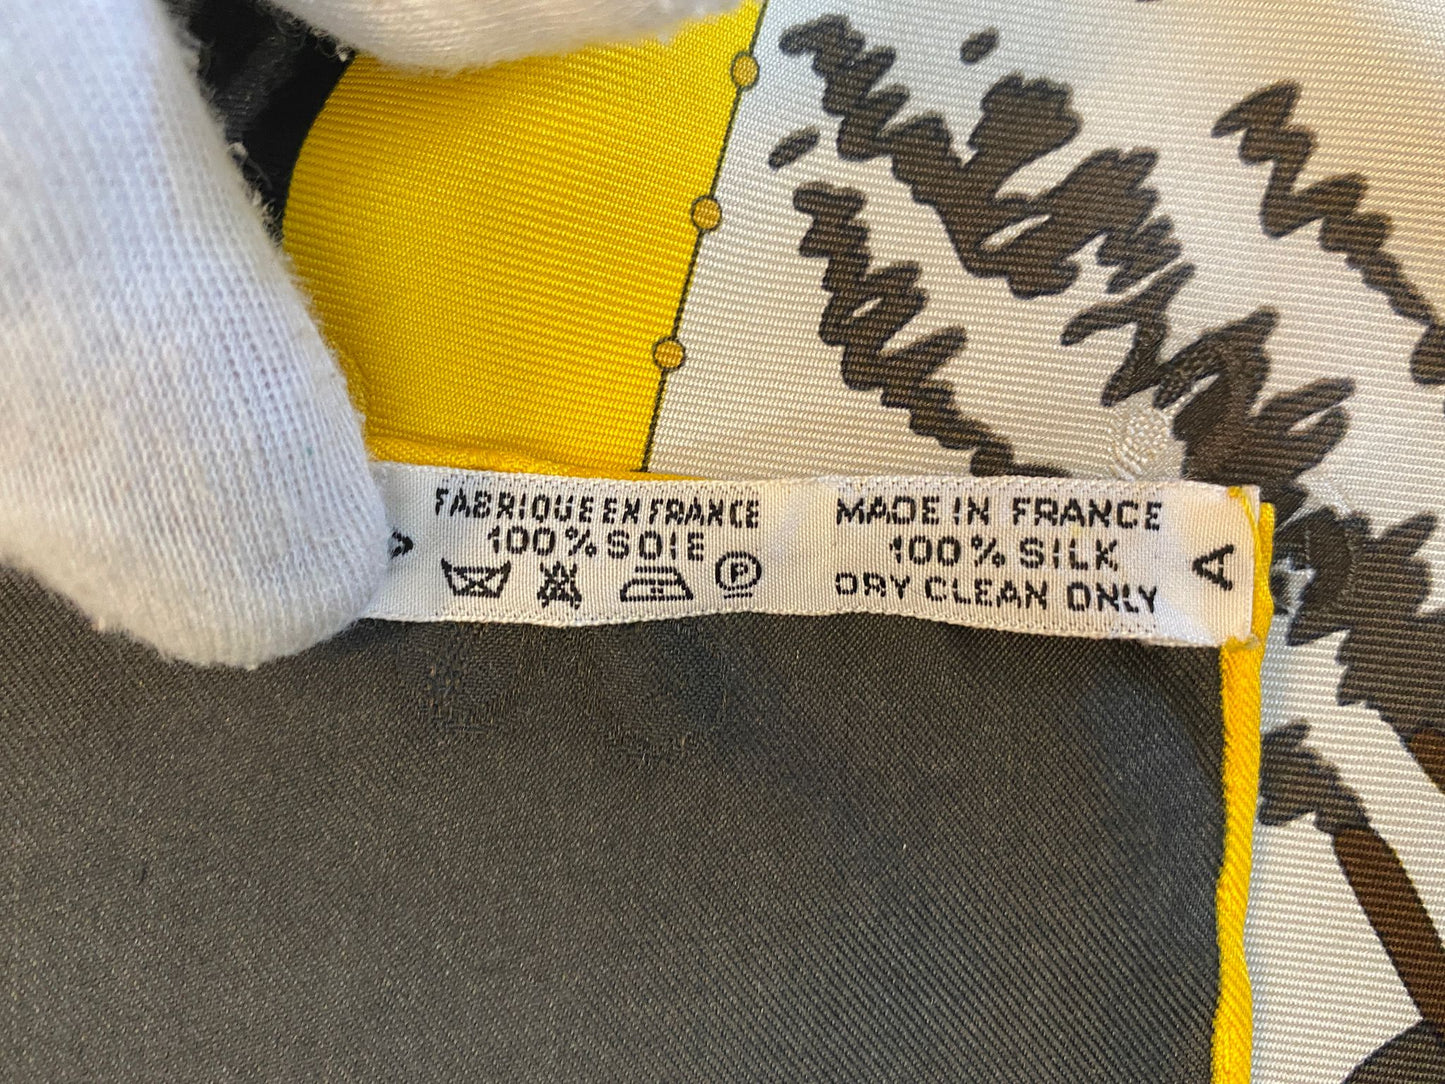 FABRIQUE EN FRANCE
100% SOIE
P
MADE IN FRANCE
100% SILK
DRY CLEAN ONLY
A